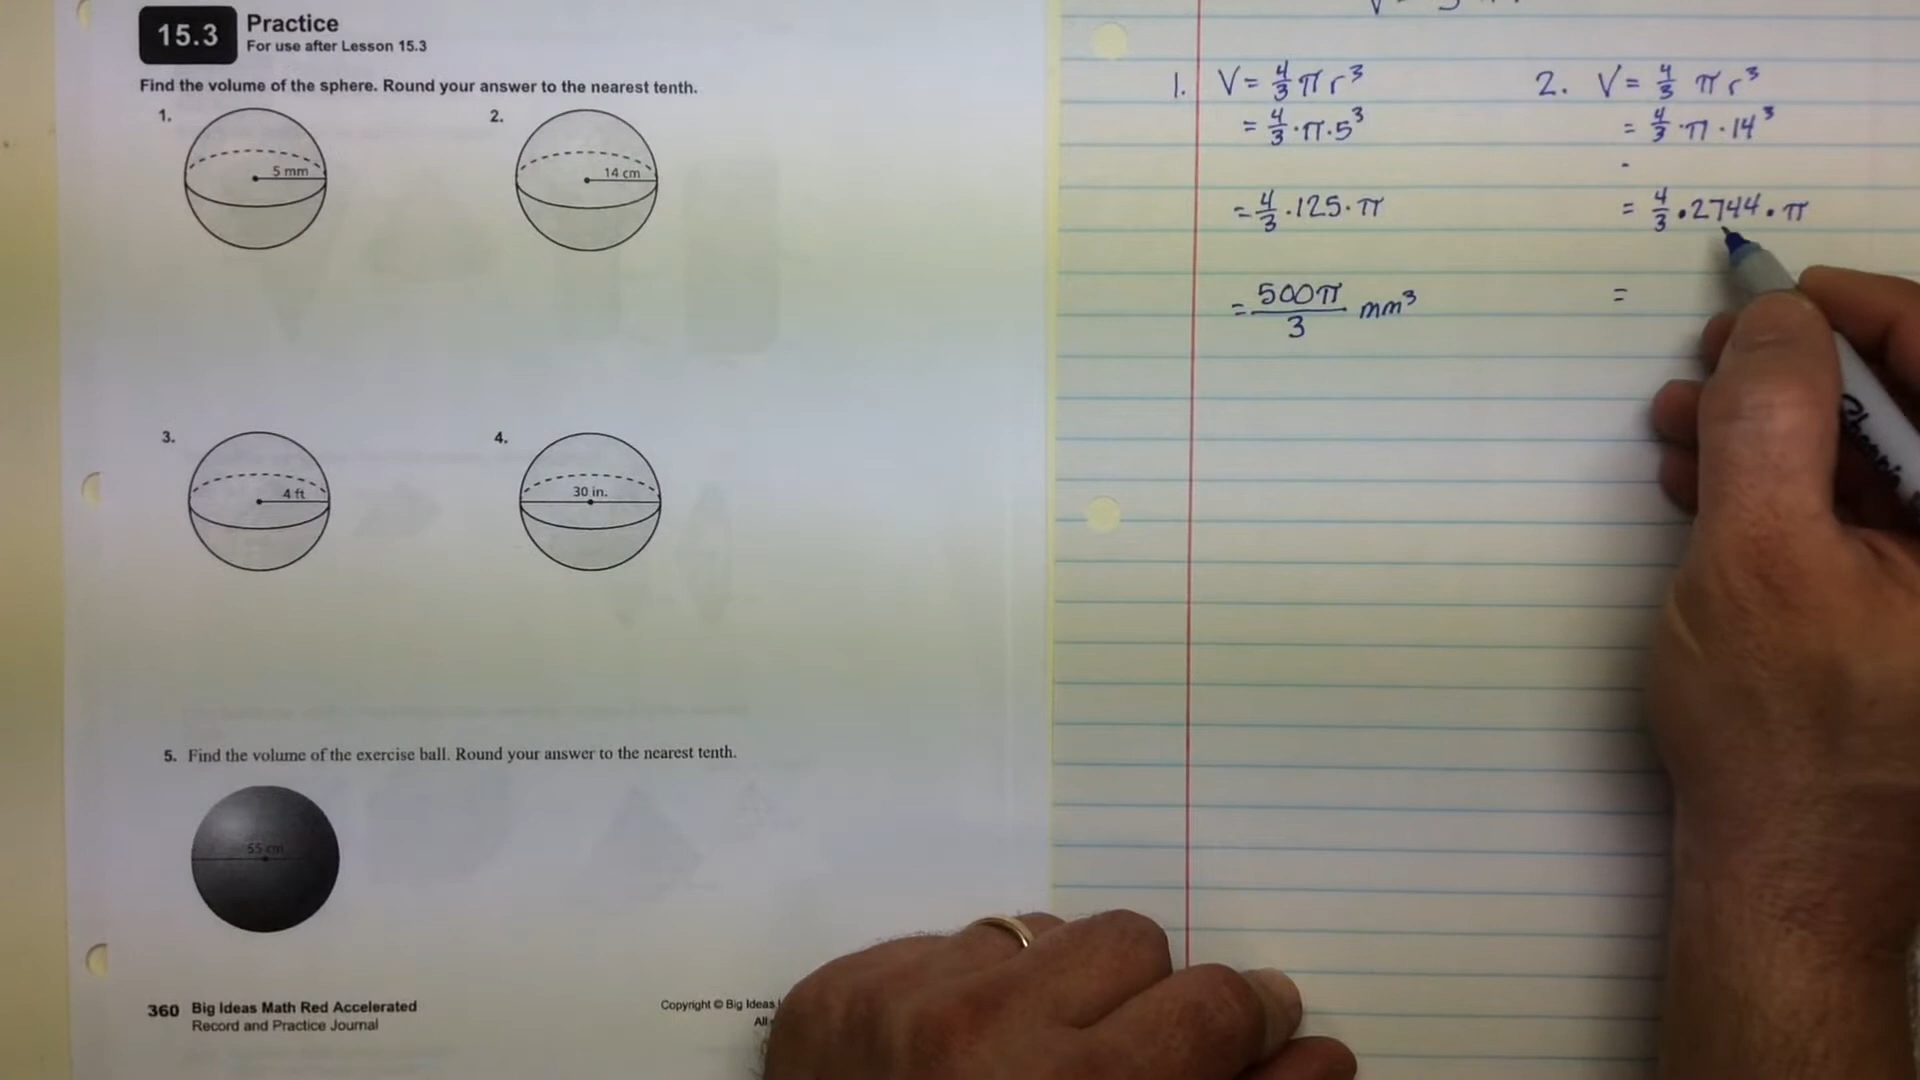 15.3
Practice
For use after Lesson 15.3
Find the volume of the sphere. Round your answer to the nearest tenth.
1.
5 mm
2.
14 cm
3.
4 ft
4.
30 in.
5. Find the volume of the exercise ball. Round your answer to the nearest tenth.
55 cm
360 Big Ideas Math Red Accelerated
Record and Practice Journal
Copyright © Big Ideas
All
1. V = 4/3 π r³
= 4/3 · π · 5³
= 4/3 · 125 · π
= 500π/3 mm³
2. V = 4/3 π r³
= 4/3 · π · 14³
= 4/3 · 2744 · π
=
Sharpie